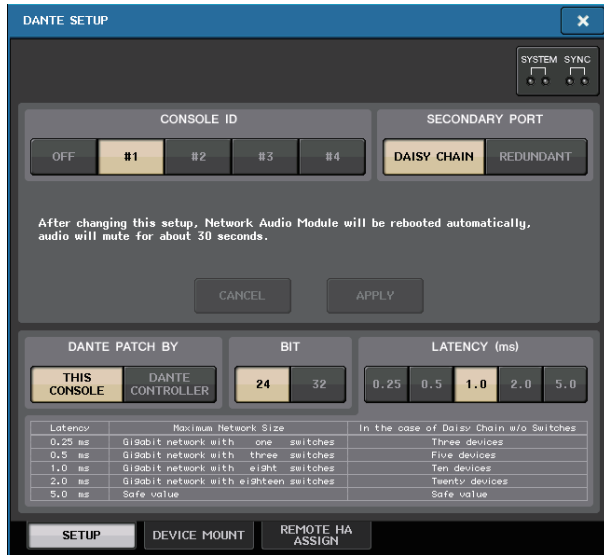 DANTE SETUP
SYSTEM SYNC
CONSOLE ID
SECONDARY PORT
OFF #1 #2 #3 #4
DAISY CHAIN REDUNDANT
After changing this setup, Network Audio Module will be rebooted automatically,
audio will mute for about 30 seconds.
CANCEL APPLY
DANTE PATCH BY
BIT
LATENCY (ms)
THIS CONSOLE
DANTE CONTROLLER
24 32
0.25 0.5 1.0 2.0 5.0
Latency Maximum Network Size In the case of Daisy Chain w/o Switches
0.25 ms Gigabit network with one switches Three devices
0.5 ms Gigabit network with three switches Five devices
1.0 ms Gigabit network with eight switches Ten devices
2.0 ms Gigabit network with eighteen switches Twenty devices
5.0 ms Safe value Safe value
SETUP
DEVICE MOUNT
REMOTE HA
ASSIGN